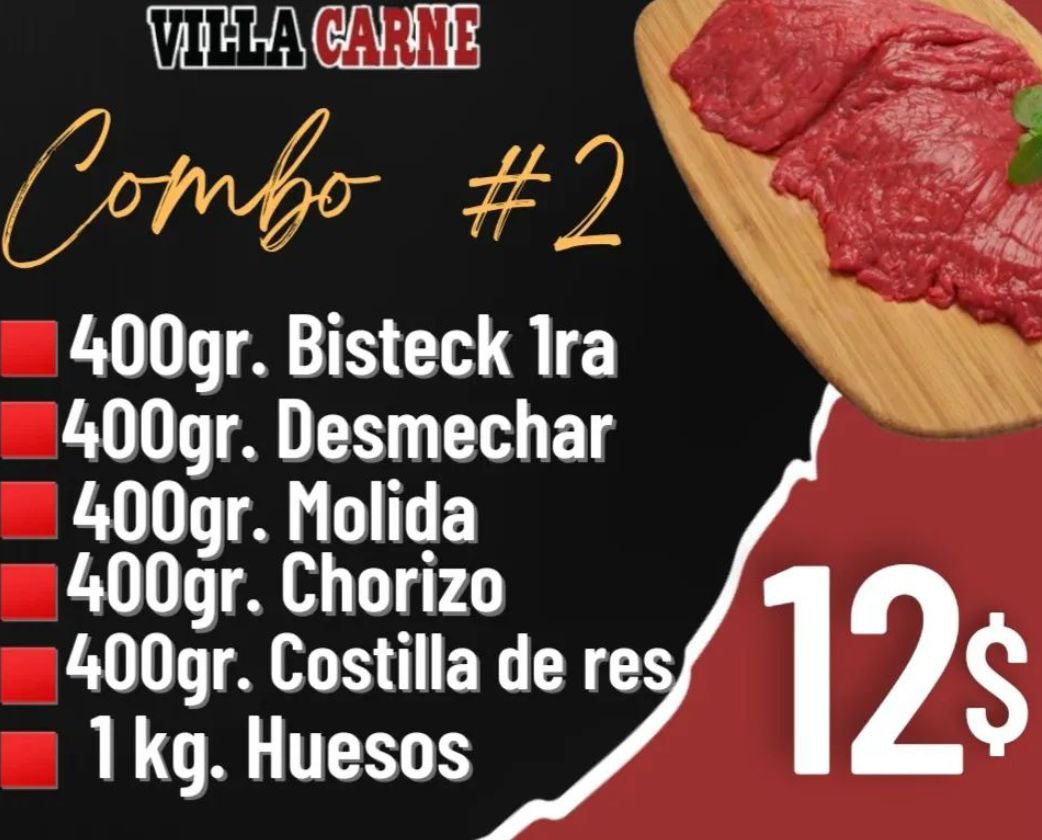 VILLA CARNE
Combo #2
400gr. Bisteck 1ra
400gr. Desmechar
400gr. Molida
400gr. Chorizo
400gr. Costilla de res
1 kg. Huesos
12$